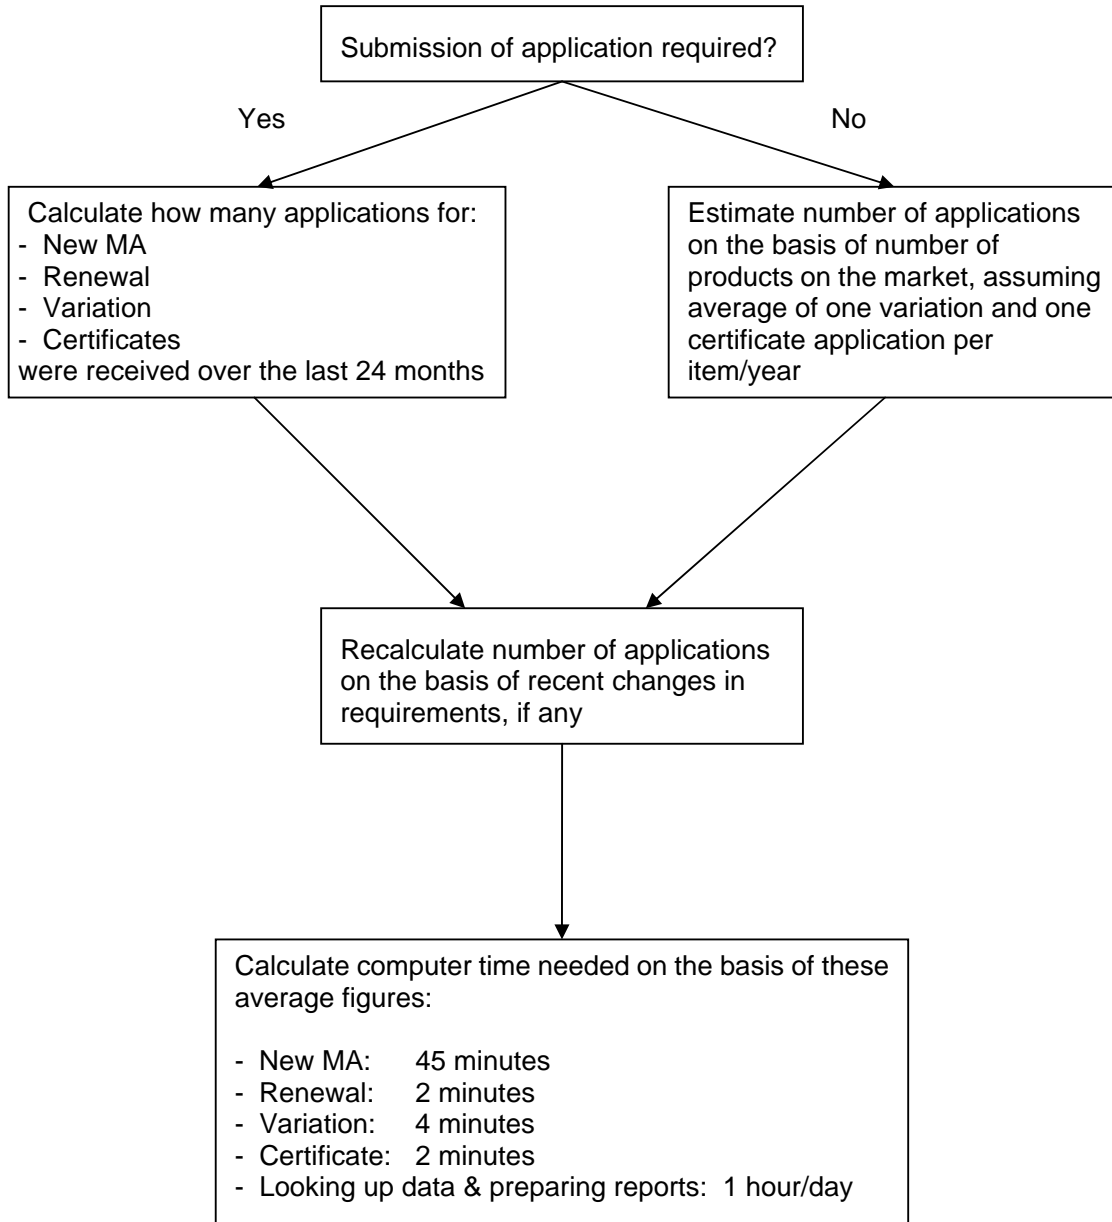 Submission of application required?
Yes
No
Calculate how many applications for:
- New MA
- Renewal
- Variation
- Certificates
were received over the last 24 months
Estimate number of applications
on the basis of number of
products on the market, assuming
average of one variation and one
certificate application per
item/year
Recalculate number of applications
on the basis of recent changes in
requirements, if any
Calculate computer time needed on the basis of these
average figures:
- New MA: 45 minutes
- Renewal: 2 minutes
- Variation: 4 minutes
- Certificate: 2 minutes
- Looking up data & preparing reports: 1 hour/day